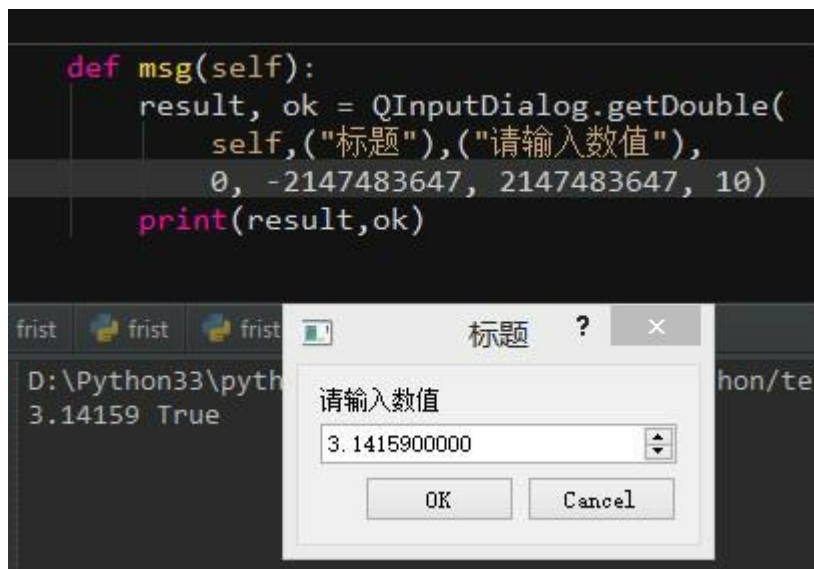 def msg(self):
result, ok = QInputDialog.getDouble(
self,("标题"),("请输入数值"),
0, -2147483647, 2147483647, 10)
print(result,ok)
frist frist frist
标题 ?
D:\Python33\pyth hon/te
请输入数值
3.14159 True
3.1415900000
OK Cancel